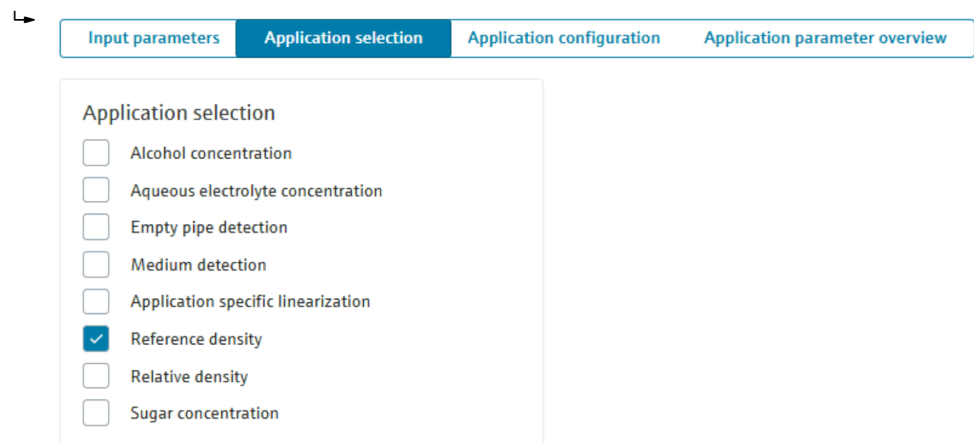 Input parameters Application selection Application configuration Application parameter overview
Application selection
Alcohol concentration
Aqueous electrolyte concentration
Empty pipe detection
Medium detection
Application specific linearization
Reference density
Relative density
Sugar concentration